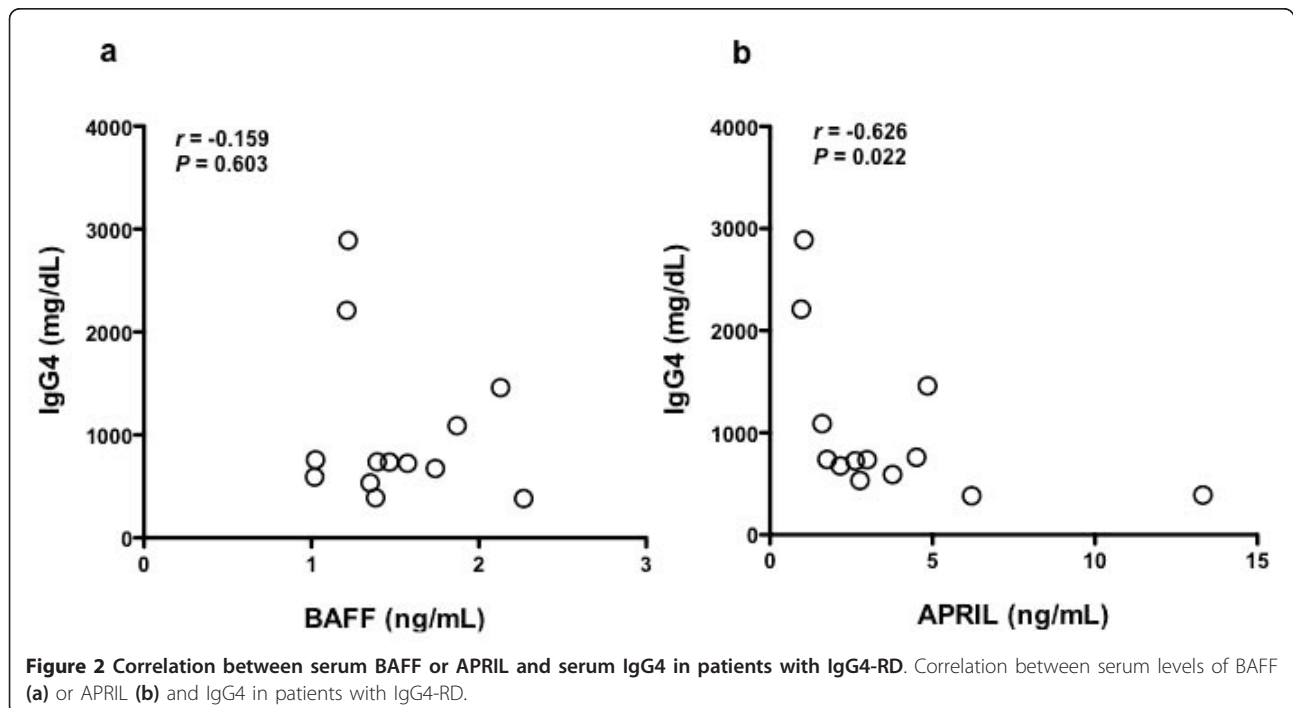 a
r = -0.159
P = 0.603
4000
3000
2000
1000
0
IgG4 (mg/dL)
0 1 2 3
BAFF (ng/mL)
b
r = -0.626
P = 0.022
4000
3000
2000
1000
0
IgG4 (mg/dL)
0 5 10 15
APRIL (ng/mL)
Figure 2 Correlation between serum BAFF or APRIL and serum IgG4 in patients with IgG4-RD. Correlation between serum levels of BAFF
(a) or APRIL (b) and IgG4 in patients with IgG4-RD.